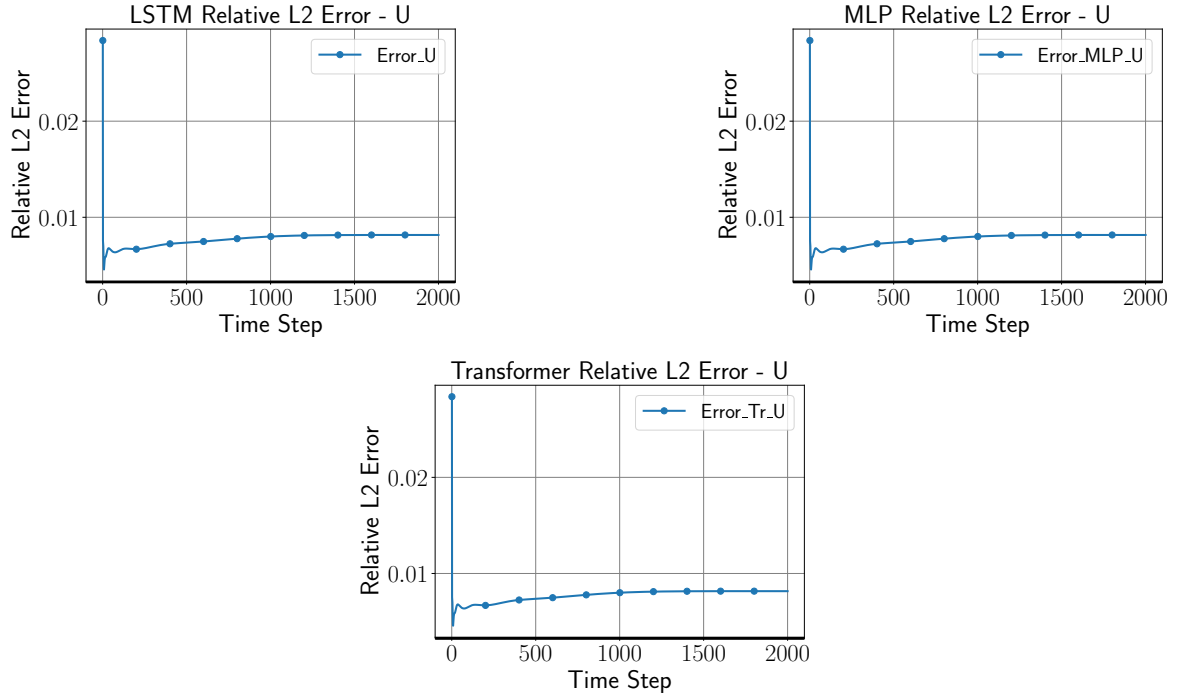 LSTM Relative L2 Error - U
Error_U
Relative L2 Error
0.02
0.01
0 500 1000 1500 2000
Time Step
MLP Relative L2 Error - U
Error_MLP_U
Relative L2 Error
0.02
0.01
0 500 1000 1500 2000
Time Step
Transformer Relative L2 Error - U
Error_Tr_U
Relative L2 Error
0.02
0.01
0 500 1000 1500 2000
Time Step